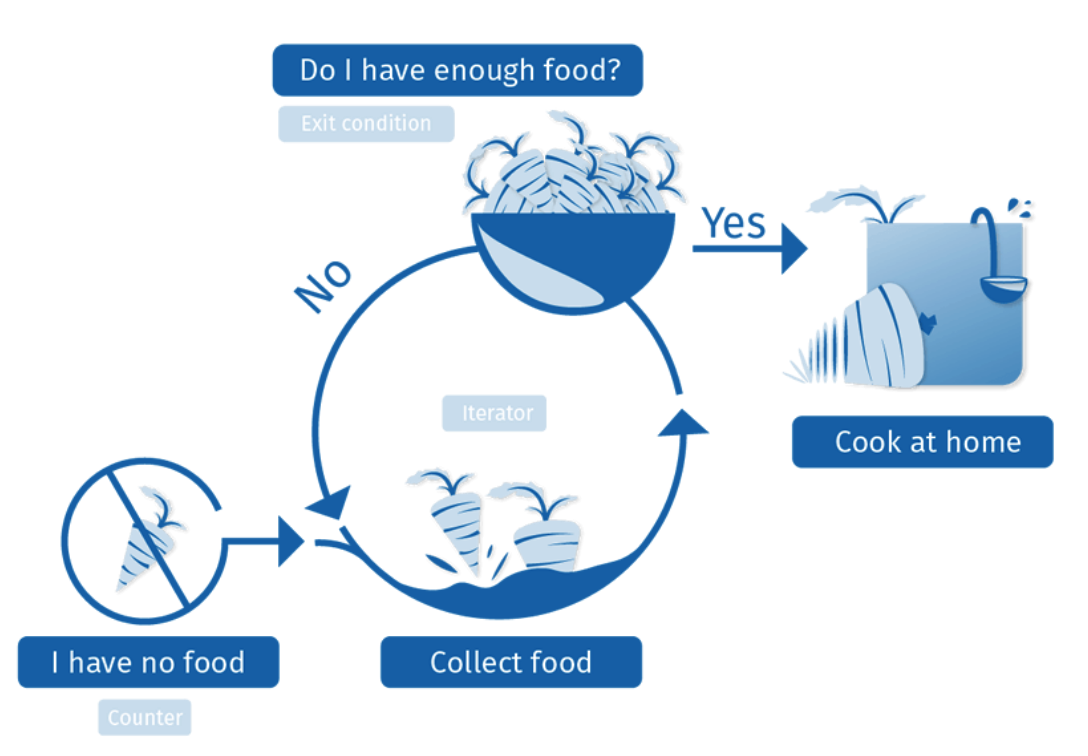 Do I have enough food?
Exit condition
Yes
No
Iterator
Cook at home
I have no food
Collect food
Counter